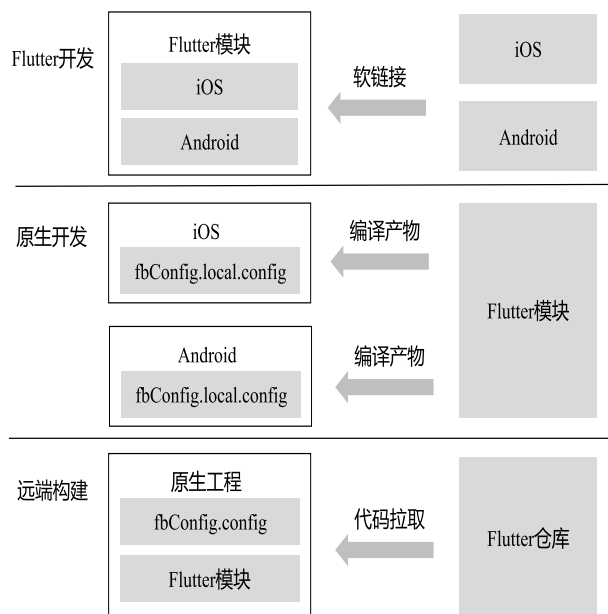 Flutter开发
Flutter模块
iOS
Android
软链接
iOS
Android
原生开发
iOS
fbConfig.local.config
编译产物
Android
fbConfig.local.config
编译产物
Flutter模块
远端构建
原生工程
fbConfig.config
Flutter模块
代码拉取
Flutter仓库